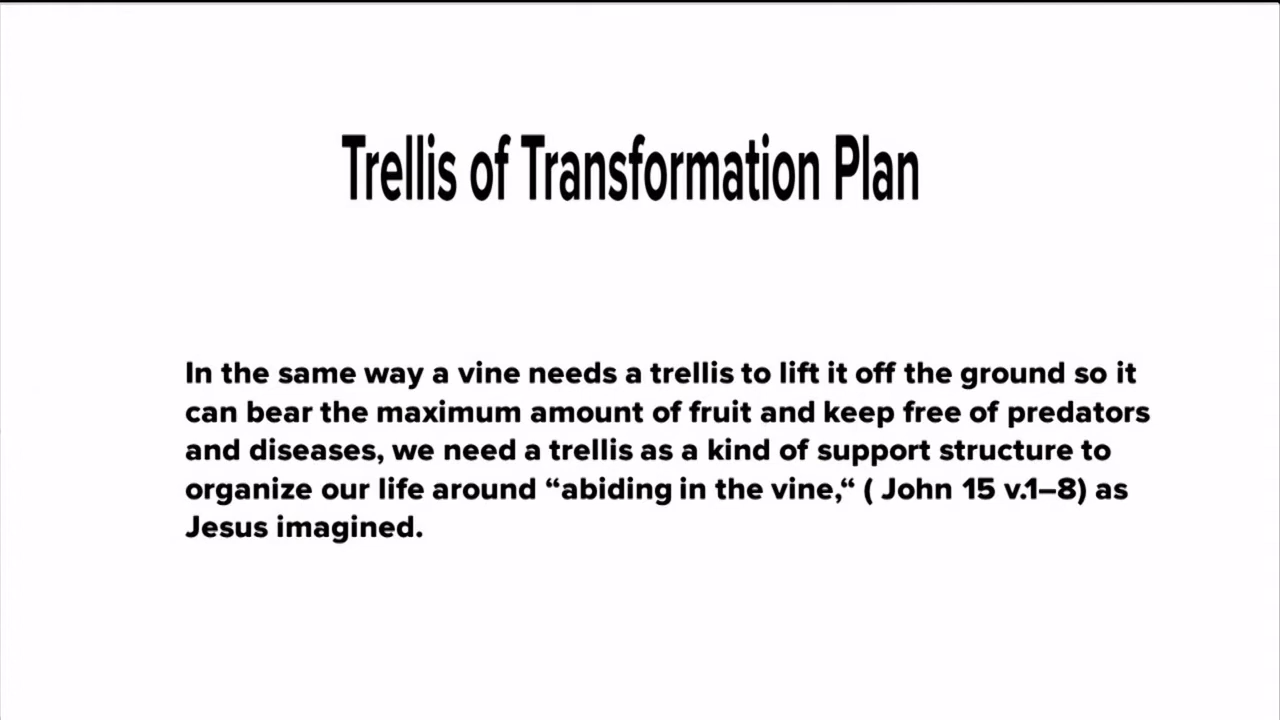 Trellis of Transformation Plan
In the same way a vine needs a trellis to lift it off the ground so it
can bear the maximum amount of fruit and keep free of predators
and diseases, we need a trellis as a kind of support structure to
organize our life around “abiding in the vine,“ ( John 15 v.1–8) as
Jesus imagined.